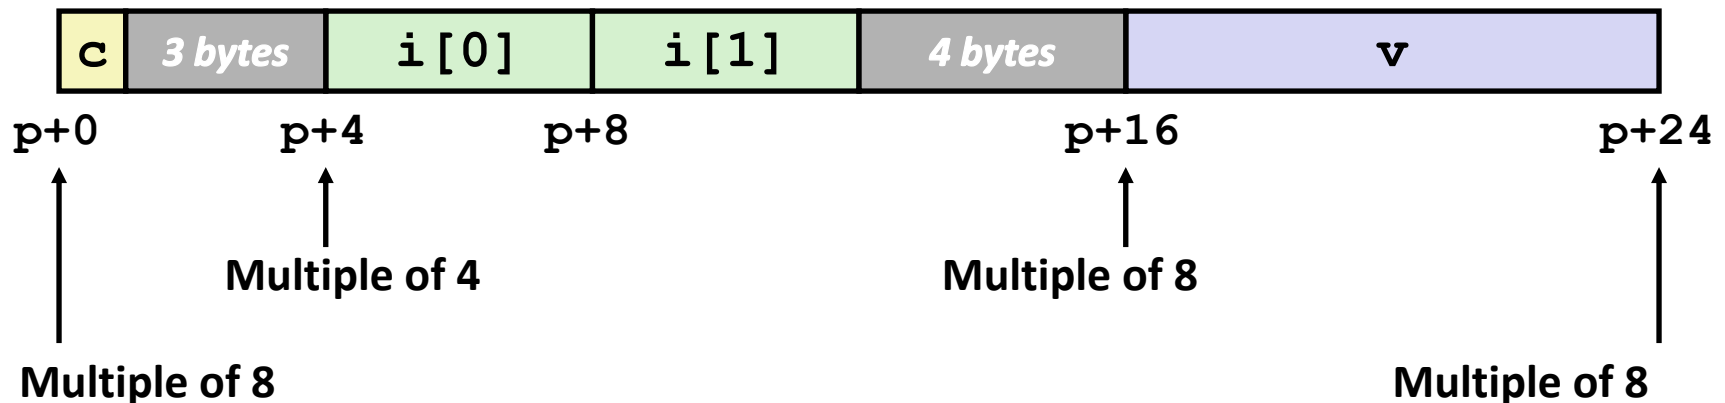 c 3 bytes i[0] i[1] 4 bytes v
p+0 p+4 p+8 p+16 p+24
Multiple of 4 Multiple of 8
Multiple of 8 Multiple of 8